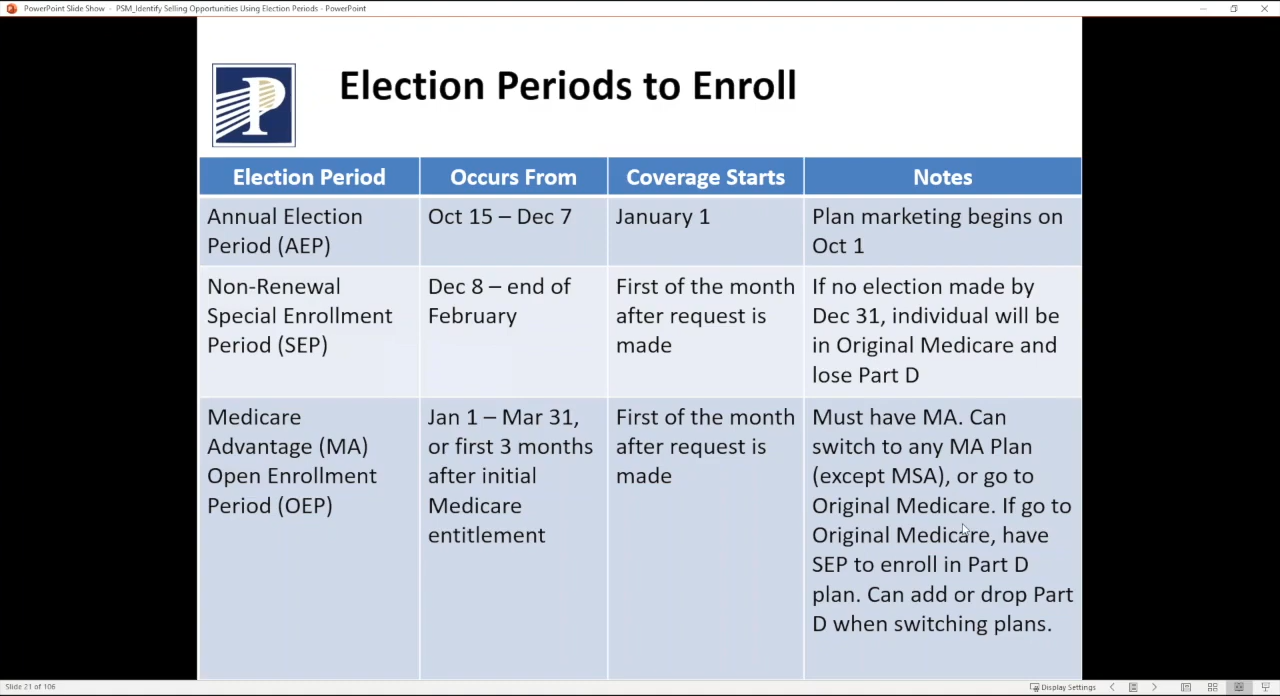 PowerPoint Slide Show - PSM_Identify Selling Opportunities Using Election Periods - PowerPoint
P
Election Periods to Enroll
Election Period
Occurs From
Coverage Starts
Notes
Annual Election
Period (AEP)
Oct 15 – Dec 7
January 1
Plan marketing begins on
Oct 1
Non-Renewal
Special Enrollment
Period (SEP)
Dec 8 – end of
February
First of the month
after request is
made
If no election made by
Dec 31, individual will be
in Original Medicare and
lose Part D
Medicare
Advantage (MA)
Open Enrollment
Period (OEP)
Jan 1 – Mar 31,
or first 3 months
after initial
Medicare
entitlement
First of the month
after request is
made
Must have MA. Can
switch to any MA Plan
(except MSA), or go to
Original Medicare. If go to
Original Medicare, have
SEP to enroll in Part D
plan. Can add or drop Part
D when switching plans.
Slide 21 of 106
Display Settings